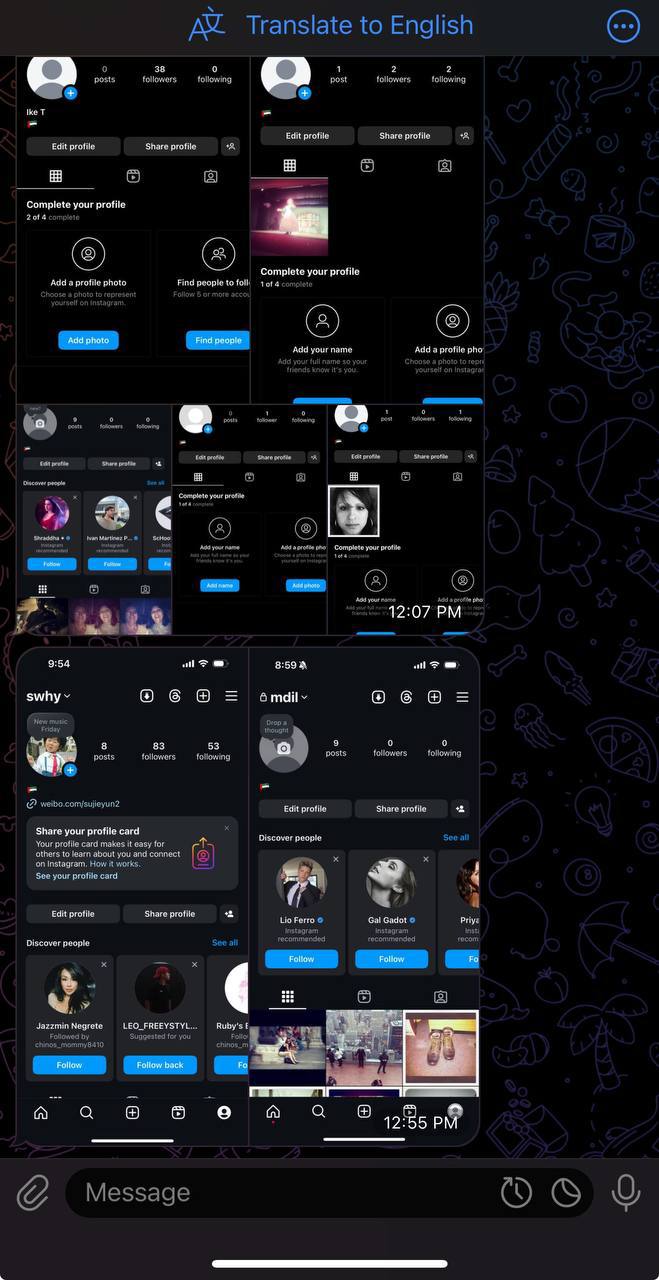 Translate to English
0
posts
38
followers
0
following
Ike T
Edit profile
Share profile
Complete your profile
2 of 4 complete
Add a profile photo
Choose a photo to represent
yourself on Instagram.
Add photo
Find people to foll
Follow 5 or more accou
Find people
1
post
2
followers
2
following
Edit profile
Share profile
Complete your profile
1 of 4 complete
Add your name
Add your full name so your
friends know it's you.
Add a profile pho
Choose a photo to repre
yourself on Instagra
9
posts
0
followers
0
following
Edit profile
Share profile
Discover people
See all
Shraddha
Instagram
recommended
Follow
Ivan Martinez P...
Instagram
recommended
Follow
ScHoo
0
posts
1
follower
0
following
Edit profile
Share profile
Complete your profile
1 of 4 complete
Add your name
Add your full name so your
friends know it's you.
Add name
Add a profile pho
Choose a photo to repre
yourself on Instagra
Add photo
1
post
0
followers
1
following
Edit profile
Share profile
Complete your profile
1 of 4 complete
Add your name
Add a profile pho
12:07 PM
9:54
swhy
New music
Friday
8
posts
83
followers
53
following
weibo.com/sujieyun2
Share your profile card
Your profile card makes it easy for
others to learn about you and connect
on Instagram. How it works.
See your profile card
Edit profile
Share profile
Discover people
See all
Jazzmin Negrete
Followed by
chinos_mommy8410
Follow
LEO_FREEYSTYL...
Suggested for you
Follow back
Ruby's E
Follo
Fo
8:59
mdil
Drop a
thought
9
posts
0
followers
0
following
Edit profile
Share profile
Discover people
See all
Lio Ferro
Instagram
recommended
Follow
Gal Gadot
Instagram
recommended
Follow
Priya
Insta
recom
Fo
12:55 PM
Message